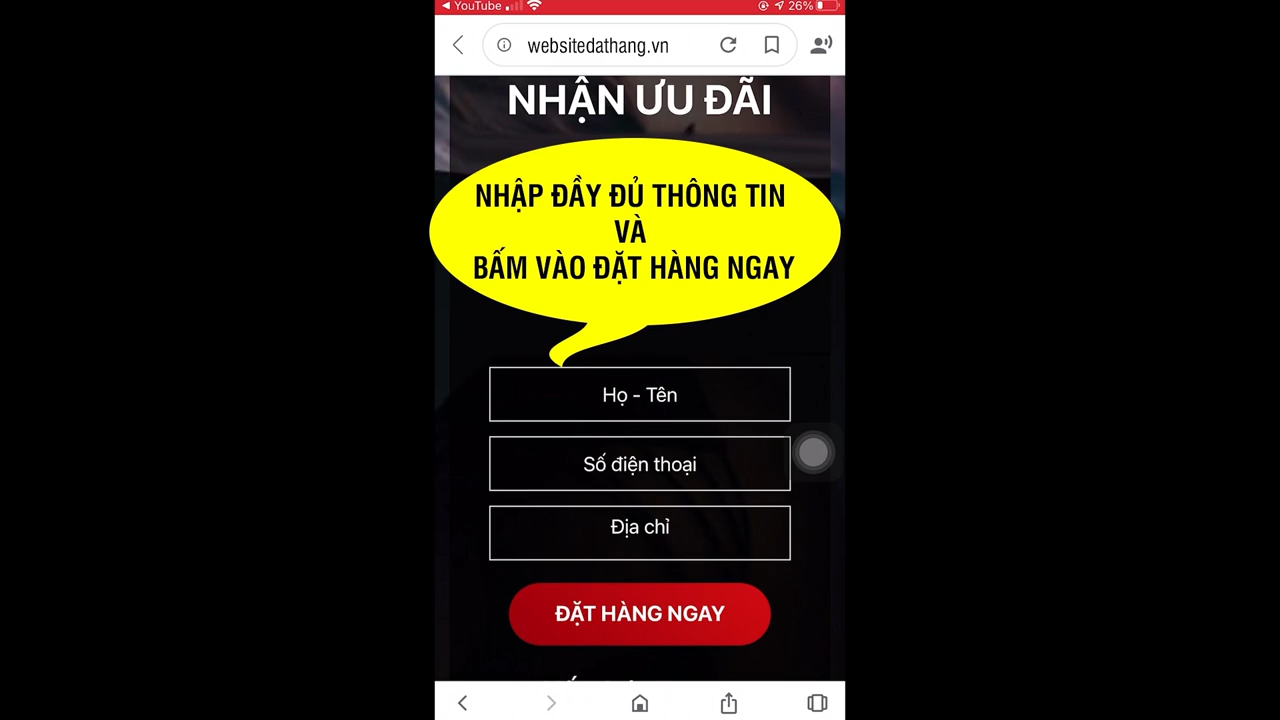 YouTube
26%
websitedathang.vn
NHẬN ƯU ĐÃI
NHẬP ĐẦY ĐỦ THÔNG TIN
VÀ
BẤM VÀO ĐẶT HÀNG NGAY
Họ - Tên
Số điện thoại
Địa chỉ
ĐẶT HÀNG NGAY